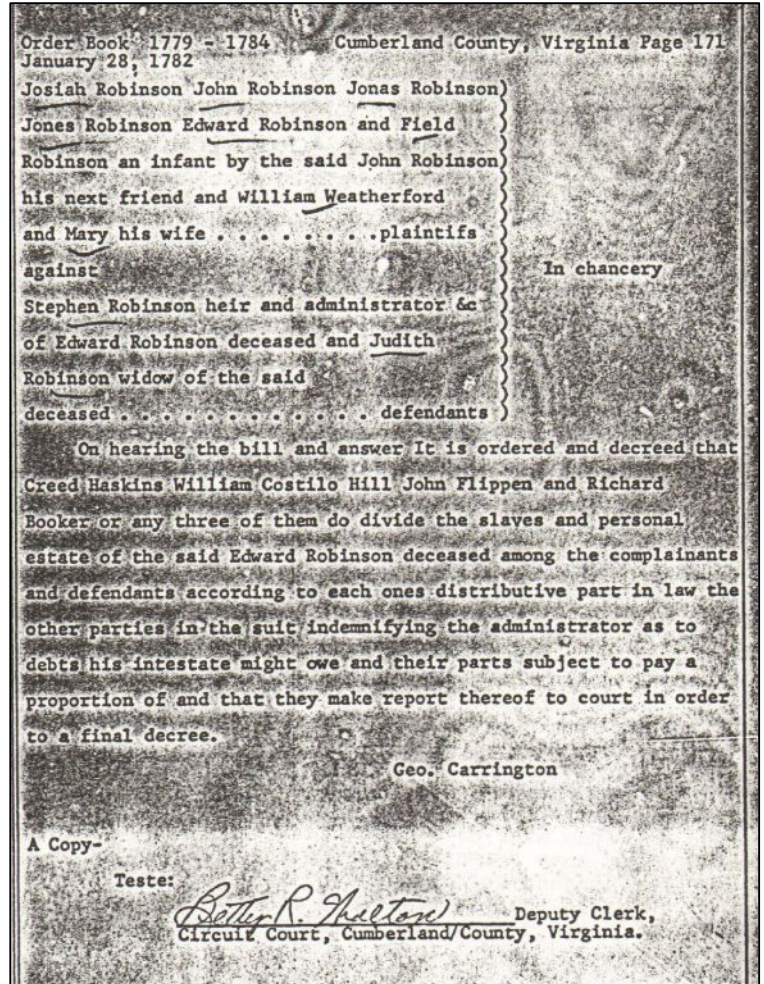 Order Book 1779 - 1784 Cumberland County, Virginia Page 171
January 28, 1782
Josiah Robinson John Robinson Jonas Robinson)
Jones Robinson Edward Robinson and Field
Robinson an infant by the said John Robinson)
his next friend and William Weatherford
and Mary his wife . . . . . . . . .plaintifs
against
In chancery
Stephen Robinson heir and administrator &c
of Edward Robinson deceased and Judith
Robinson widow of the said
deceased . . . . . . . . . . . . . defendants )
On hearing the bill and answer It is ordered and decreed that
Creed Haskins William Costilo Hill John Flippen and Richard
Booker or any three of them do divide the slaves and personal
estate of the said Edward Robinson deceased among the complainants
and defendants according to each ones distributive part in law the
other parties in the suit indemnifying the administrator as to
debts his intestate might owe and their parts subject to pay a
proportion of and that they make report thereof to court in order
to a final decree.
Geo. Carrington
A Copy-
Teste:
Betty R. Deputy Clerk,
Circuit Court, Cumberland/County, Virginia.